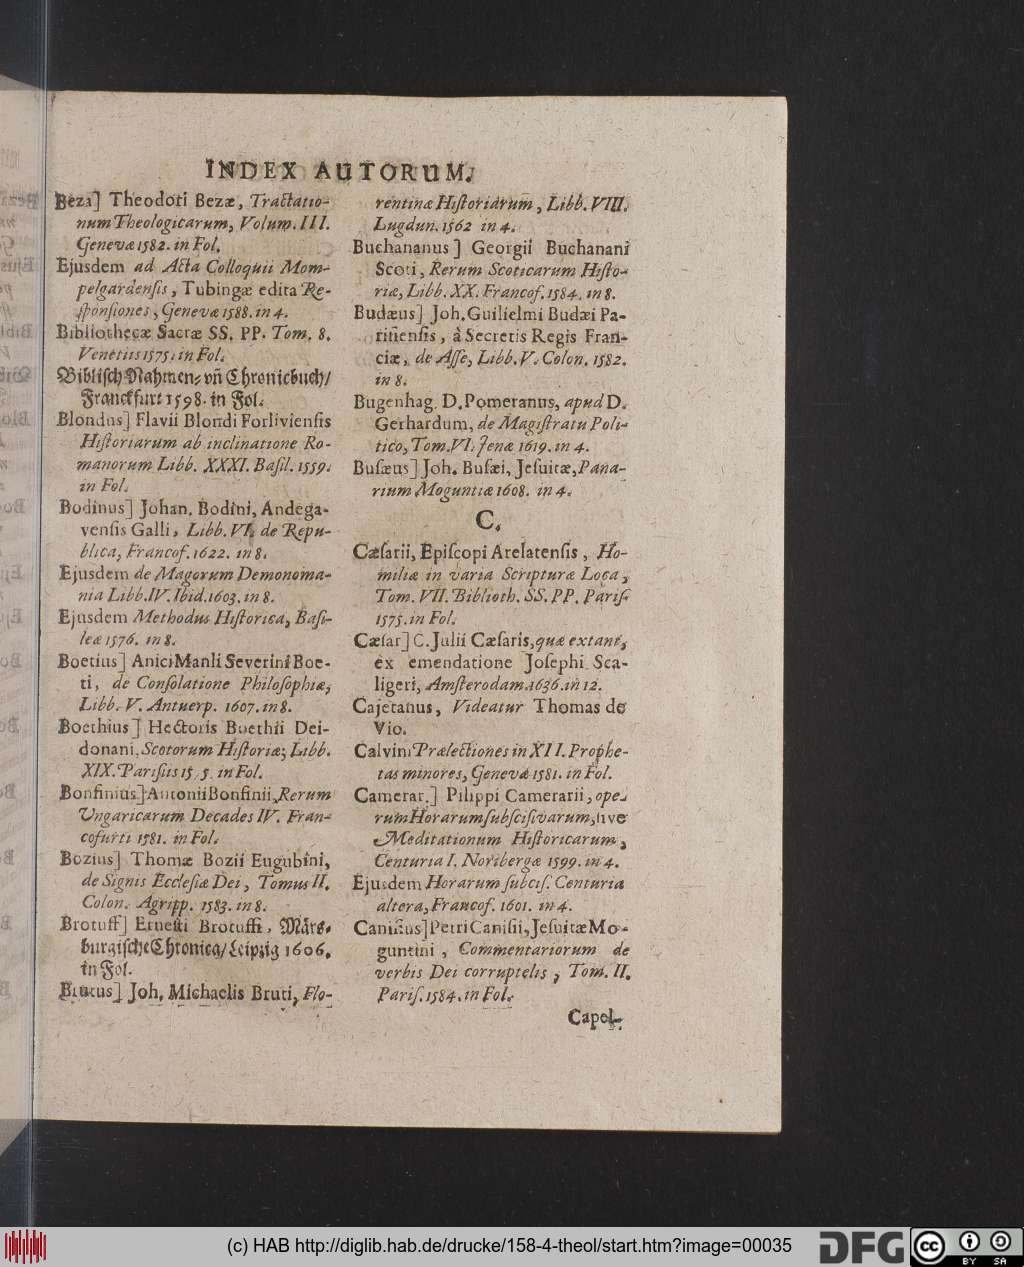 INDEX AUTORUM.
Beza] Theodoti Bezæ, Tractatio-
num Theologicarum, Volum. III.
Genevæ 1582. in Fol.
Ejusdem ad Acta Colloquii Mom-
pelgardenſis, Tubingæ edita Re-
ſponſiones, Genevæ 1588. in 4.
Bibliothecæ Sacræ SS. PP. Tom. 8.
Venetiis 1575. in Fol.
Bibliſch Nahmen- uñ Chronicbuch/
Franckfurt 1598. in Fol.
Blondus] Flavii Blondi Forlivienſis
Hiſtoriarum ab inclinatione Ro-
manorum Libb. XXXI. Baſil. 1559.
in Fol.
Bodinus] Johan. Bodini, Andega-
venſis Galli, Libb. VI. de Repu-
blica, Francof. 1622. in 8.
Ejusdem de Magorum Demonoma-
nia Libb. IV. Ibid. 1603. in 8.
Ejusdem Methodus Hiſtorica, Baſi-
leæ 1576. in 8.
Boetius] Anici Manli Severini Boe-
ti, de Conſolatione Philoſophiæ,
Libb. V. Antuerp. 1607. in 8.
Boethius] Hectoris Boethii Dei-
donani, Scotorum Hiſtoriæ, Libb.
XIX. Pariſiis in Fol.
Bonfinius] Antonii Bonfinii, Rerum
Ungaricarum Decades IV. Fran-
cofurti 1581. in Fol.
Bozius] Thomæ Bozii Eugubini,
de Signis Eccleſiæ Dei, Tomus II.
Colon. Agripp. 1583. in 8.
Brotuff] Erneſti Brotuffi, Märs-
burgiſche Chronica/ Leipzig 1606.
in Fol.
Brutus] Joh. Michaelis Bruti, Flo-
rentinæ Hiſtoriarum, Libb. VIII.
Lugdun. 1562 in 4.
Buchananus] Georgii Buchanani
Scoti, Rerum Scoticarum Hiſto-
riæ, Libb. XX. Francof. 1584. in 8.
Budæus] Joh. Guilielmi Budæi Pa-
riſienſis, à Secretis Regis Fran-
ciæ, de Aſſe, Libb. V. Colon. 1582.
in 8.
Bugenhag. D. Pomeranus, apud D.
Gerhardum, de Magiſtratu Poli-
tico, Tom. VI. Jenæ 1619. in 4.
Buſæus] Joh. Buſæi, Jeſuitæ, Pana-
rium Moguntiæ 1608. in 4.
C.
Cæſarii, Epiſcopi Arelatenſis, Ho-
miliæ in varia Scripturæ Loca,
Tom. VII. Biblioth. SS. PP. Pariſ.
1575. in Fol.
Cæſar] C. Julii Cæſaris, quæ extant,
ex emendatione Joſephi Sca-
ligeri, Amſterodam. 1636. in 12.
Cajetanus, Videatur Thomas de
Vio.
Calvini Prælectiones in XII. Prophe-
tas minores, Genevæ 1581. in Fol.
Camerar.] Pilippi Camerarii, ope-
rum Horarum ſubſciſivarum, ſive
Meditationum Hiſtoricarum,
Centuria I. Noribergæ 1599. in 4.
Ejusdem Horarum ſubciſ. Centuria
altera, Francof. 1601. in 4.
Caniſius] Petri Caniſii, Jeſuitæ Mo-
guntini, Commentariorum de
verbis Dei corruptelis, Tom. II.
Pariſ. 1584. in Fol.
Capel-
(c) HAB http://diglib.hab.de/drucke/158-4-theol/start.htm?image=00035
DFG
cc BY SA